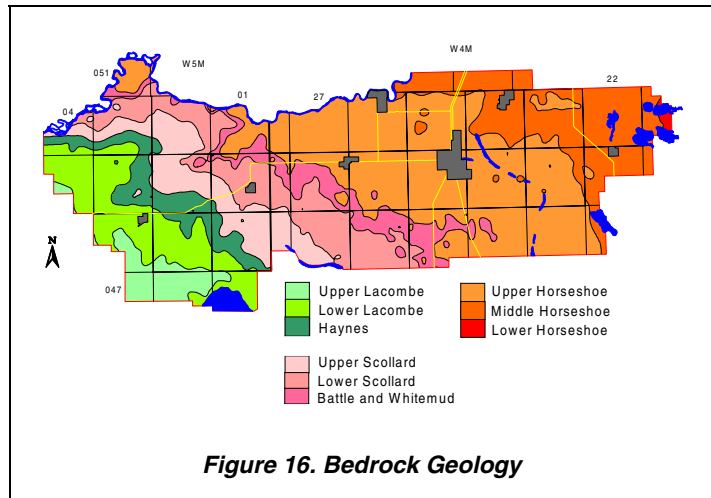 W4M
W5M
051
22
27
01
04
N
047
Upper Lacombe
Lower Lacombe
Haynes
Upper Horseshoe
Middle Horseshoe
Lower Horseshoe
Upper Scollard
Lower Scollard
Battle and Whitemud
Figure 16. Bedrock Geology